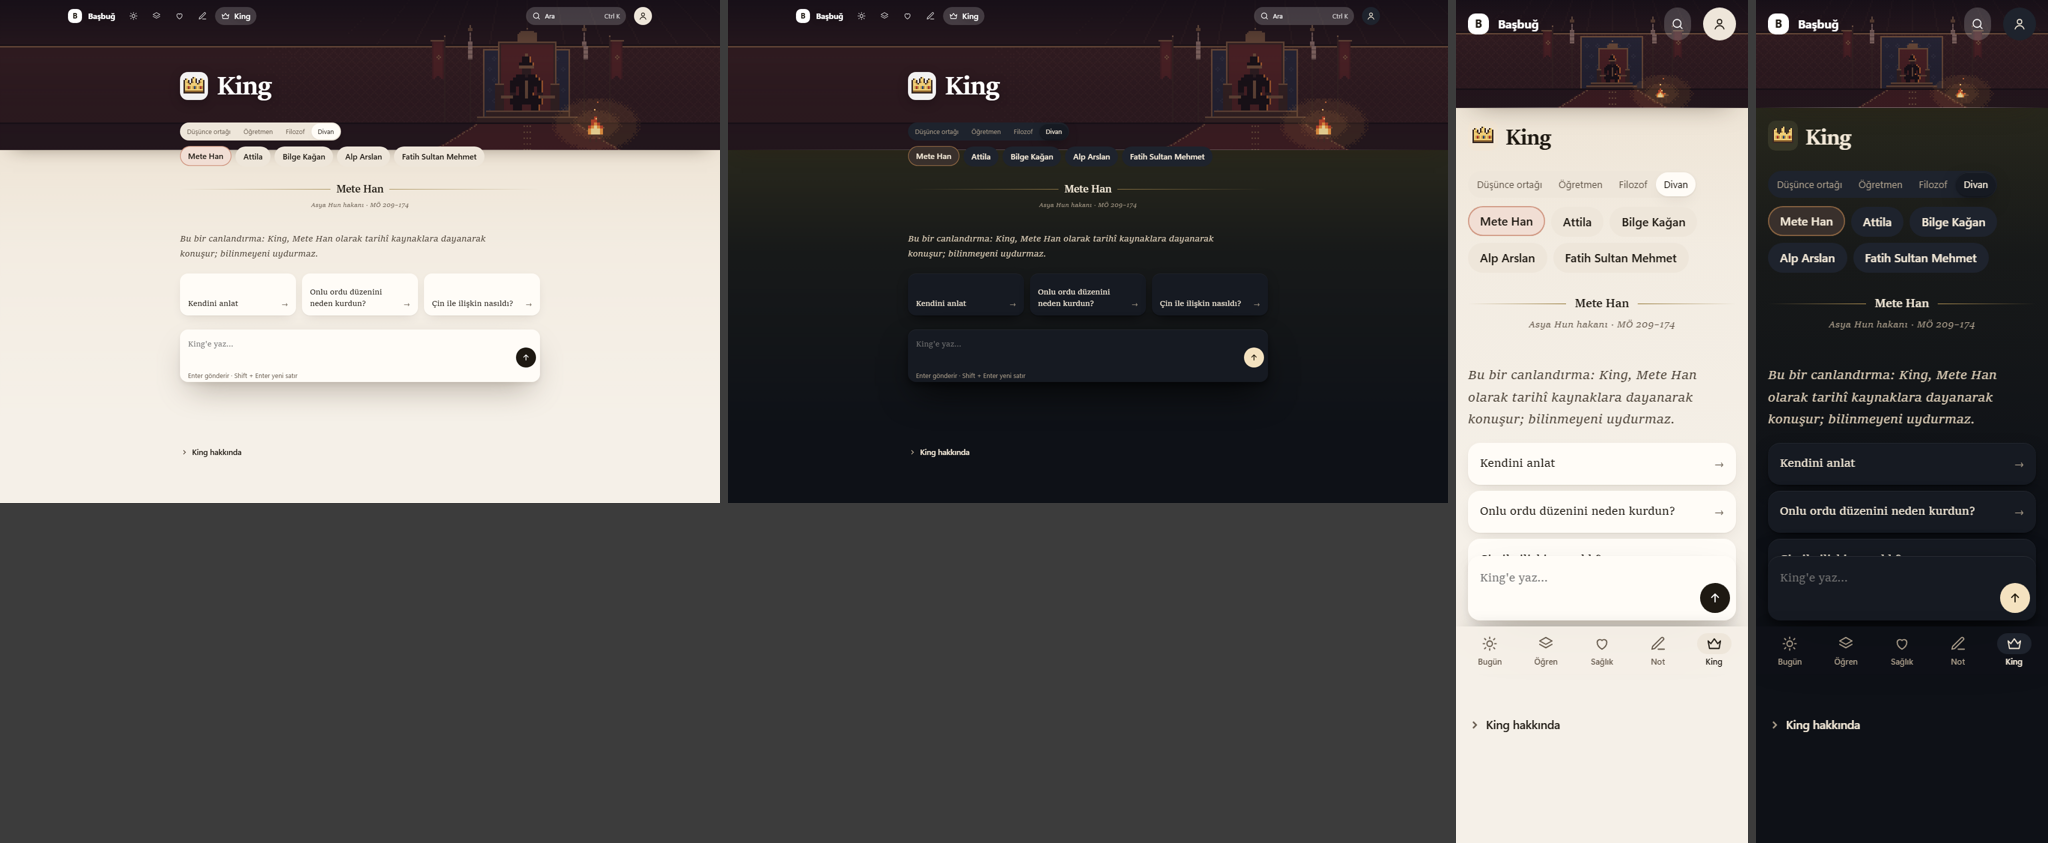 B Başbuğ King Ara Ctrl K
King
Düşünce ortağı Öğretmen Filozof Divan
Mete Han Attila Bilge Kağan Alp Arslan Fatih Sultan Mehmet
Mete Han
Asya Hun hakanı · MÖ 209–174
Bu bir canlandırma: King, Mete Han olarak tarihî kaynaklara dayanarak
konuşur; bilinmeyeni uydurmaz.
Kendini anlat →
Onlu ordu düzenini
neden kurdun? →
Çin ile ilişkin nasıldı? →
King'e yaz...
Enter gönderir · Shift + Enter yeni satır
King hakkında
B Başbuğ King Ara Ctrl K
King
Düşünce ortağı Öğretmen Filozof Divan
Mete Han Attila Bilge Kağan Alp Arslan Fatih Sultan Mehmet
Mete Han
Asya Hun hakanı · MÖ 209–174
Bu bir canlandırma: King, Mete Han olarak tarihî kaynaklara dayanarak
konuşur; bilinmeyeni uydurmaz.
Kendini anlat →
Onlu ordu düzenini
neden kurdun? →
Çin ile ilişkin nasıldı? →
King'e yaz...
Enter gönderir · Shift + Enter yeni satır
King hakkında
B Başbuğ
King
Düşünce ortağı Öğretmen Filozof Divan
Mete Han Attila Bilge Kağan
Alp Arslan Fatih Sultan Mehmet
Mete Han
Asya Hun hakanı · MÖ 209–174
Bu bir canlandırma: King, Mete Han
olarak tarihî kaynaklara dayanarak
konuşur; bilinmeyeni uydurmaz.
Kendini anlat →
Onlu ordu düzenini neden kurdun? →
King'e yaz...
Bugün Öğren Sağlık Not King
King hakkında
B Başbuğ
King
Düşünce ortağı Öğretmen Filozof Divan
Mete Han Attila Bilge Kağan
Alp Arslan Fatih Sultan Mehmet
Mete Han
Asya Hun hakanı · MÖ 209–174
Bu bir canlandırma: King, Mete Han
olarak tarihî kaynaklara dayanarak
konuşur; bilinmeyeni uydurmaz.
Kendini anlat →
Onlu ordu düzenini neden kurdun? →
King'e yaz...
Bugün Öğren Sağlık Not King
King hakkında